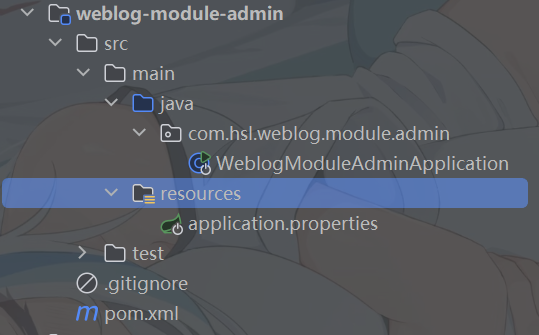 weblog-module-admin
src
main
java
com.hsl.weblog.module.admin
WeblogModuleAdminApplication
resources
application.properties
test
.gitignore
pom.xml